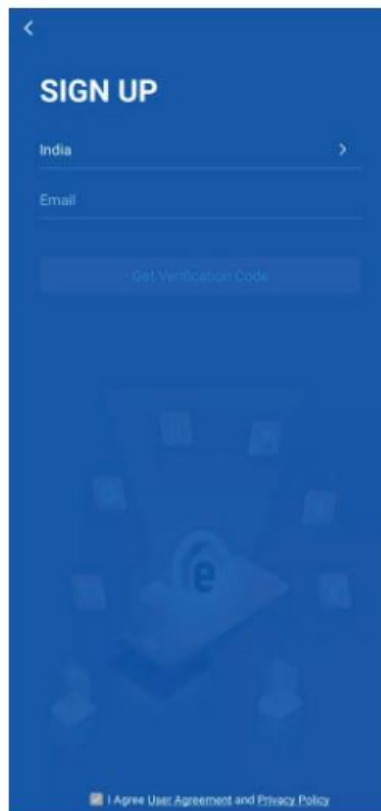 SIGN UP
India
Email
Get Verification Code
e
I Agree User Agreement and Privacy Policy